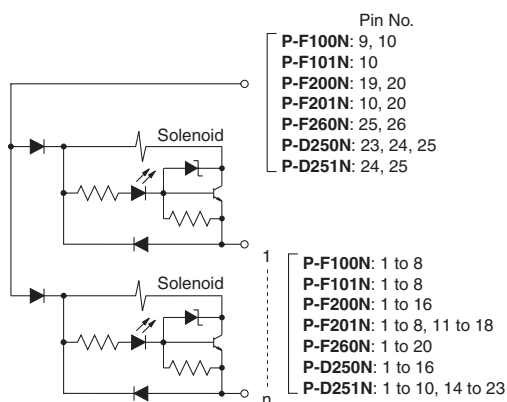 Pin No.
P-F100N: 9, 10
P-F101N: 10
P-F200N: 19, 20
P-F201N: 10, 20
P-F260N: 25, 26
P-D250N: 23, 24, 25
P-D251N: 24, 25
Solenoid
1
Solenoid
P-F100N: 1 to 8
P-F101N: 1 to 8
P-F200N: 1 to 16
P-F201N: 1 to 8, 11 to 18
P-F260N: 1 to 20
P-D250N: 1 to 16
P-D251N: 1 to 10, 14 to 23
n